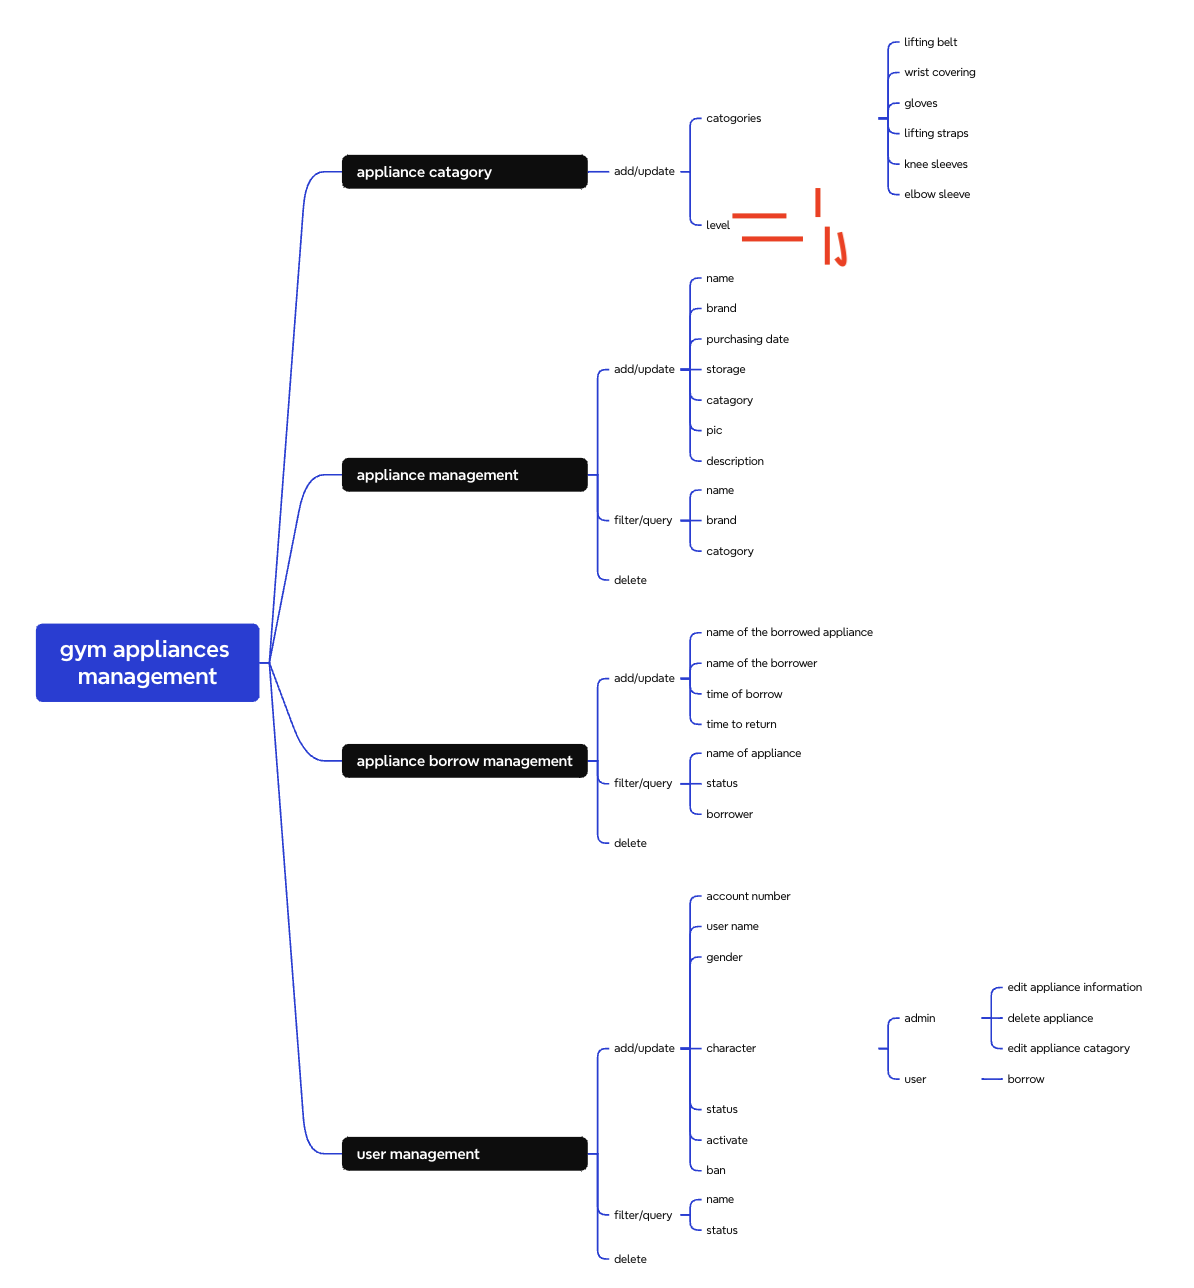 gym appliances
management
appliance catagory
add/update
catogories
lifting belt
wrist covering
gloves
lifting straps
knee sleeves
elbow sleeve
level
appliance management
add/update
name
brand
purchasing date
storage
catagory
pic
description
filter/query
name
brand
catogory
delete
appliance borrow management
add/update
name of the borrowed appliance
name of the borrower
time of borrow
time to return
filter/query
name of appliance
status
borrower
delete
user management
add/update
account number
user name
gender
character
admin
edit appliance information
delete appliance
edit appliance catagory
user
borrow
status
activate
ban
filter/query
name
status
delete